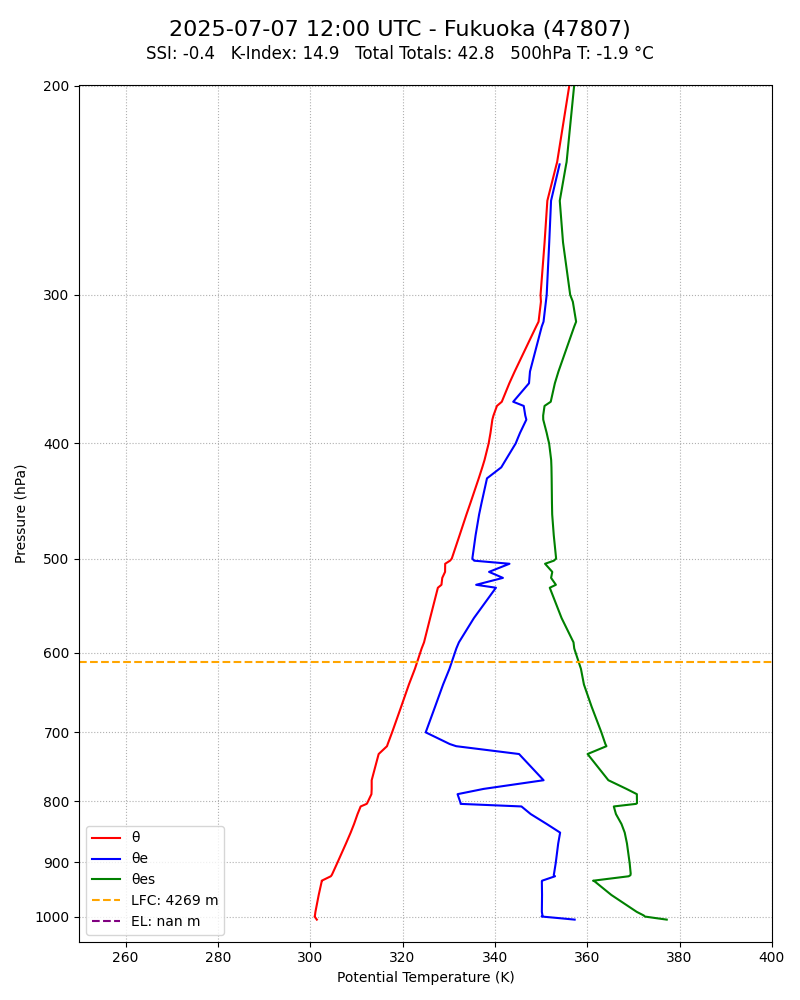 2025-07-07 12:00 UTC - Fukuoka (47807)
SSI: -0.4 K-Index: 14.9 Total Totals: 42.8 500hPa T: -1.9 °C
200
300
400
500
600
700
800
900
1000
Pressure (hPa)
θ
θe
θes
LFC: 4269 m
EL: nan m
260 280 300 320 340 360 380 400
Potential Temperature (K)